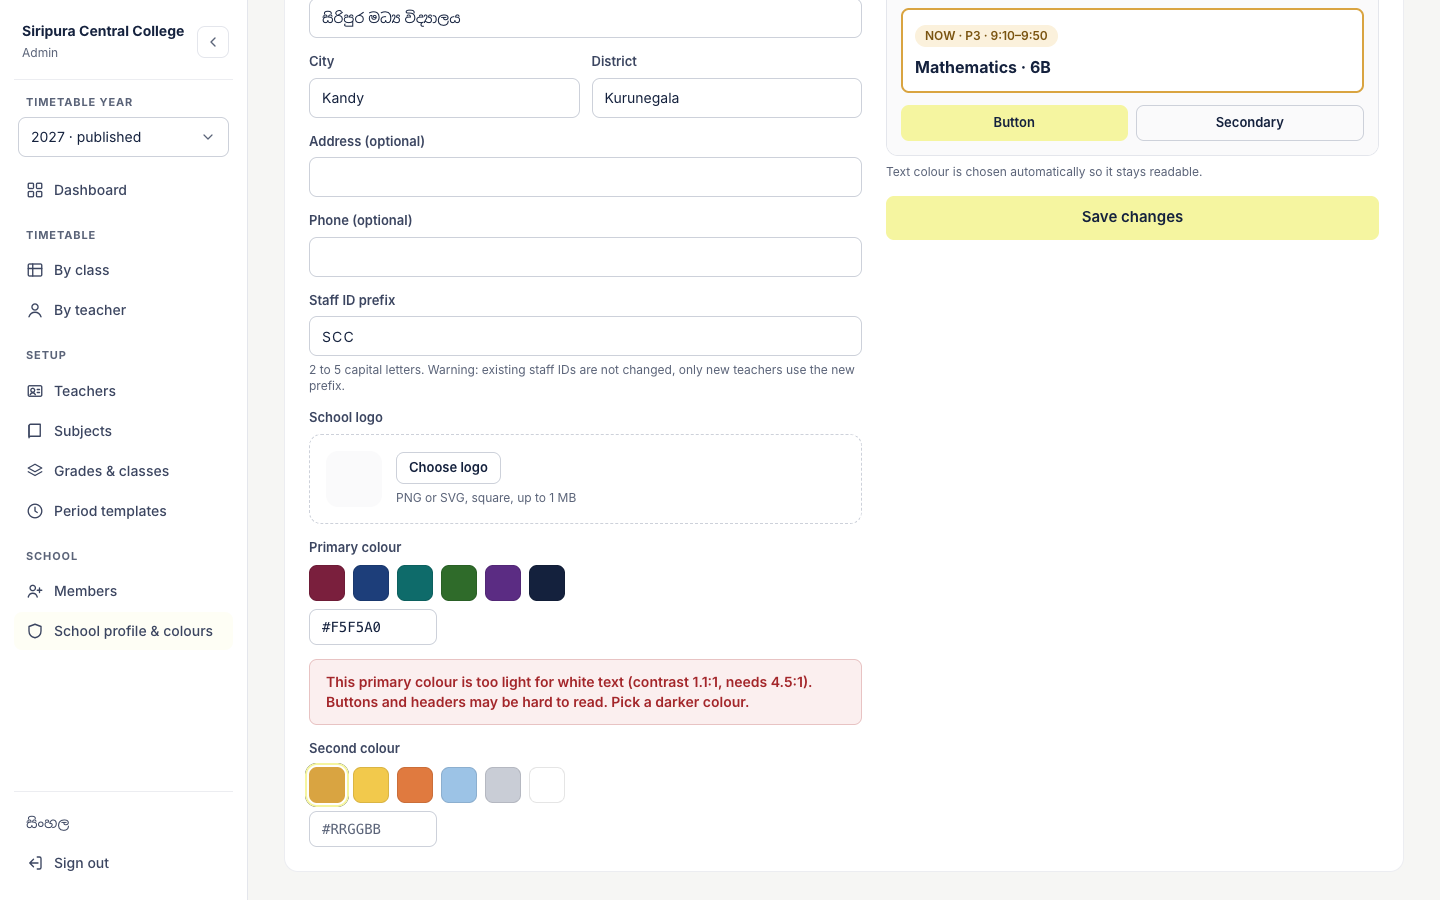 Siripura Central College
Admin
TIMETABLE YEAR
2027 · published
Dashboard
TIMETABLE
By class
By teacher
SETUP
Teachers
Subjects
Grades & classes
Period templates
SCHOOL
Members
School profile & colours
සිංහල
Sign out
සිරිපුර මධ්‍ය විද්‍යාලය
City
District
Kandy
Kurunegala
Address (optional)
Phone (optional)
Staff ID prefix
SCC
2 to 5 capital letters. Warning: existing staff IDs are not changed, only new teachers use the new
prefix.
School logo
Choose logo
PNG or SVG, square, up to 1 MB
Primary colour
#F5F5A0
This primary colour is too light for white text (contrast 1.1:1, needs 4.5:1).
Buttons and headers may be hard to read. Pick a darker colour.
Second colour
#RRGGBB
NOW · P3 · 9:10–9:50
Mathematics · 6B
Button
Secondary
Text colour is chosen automatically so it stays readable.
Save changes